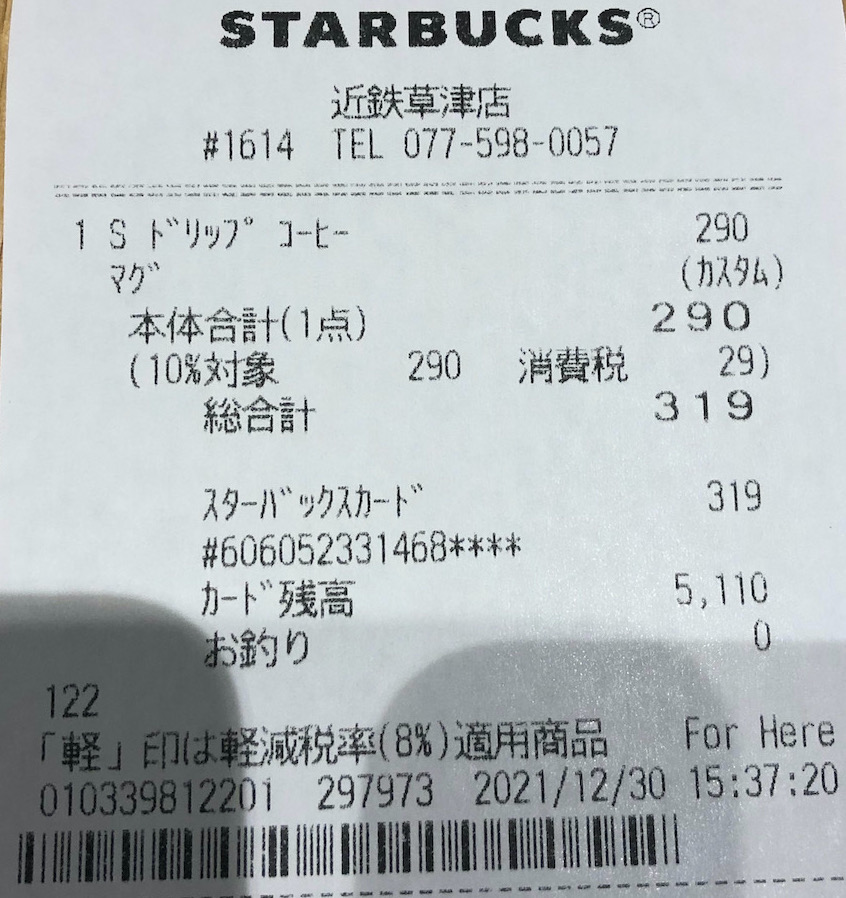 STARBUCKS®
近鉄草津店
#1614 TEL 077-598-0057
1 S ﾄﾞﾘｯﾌﾟ ｺｰﾋｰ 290
ﾏｸﾞ (ｶｽﾀﾑ)
本体合計(1点) 290
(10%対象 290 消費税 29)
総合計 319
ｽﾀｰﾊﾞｯｸｽｶｰﾄﾞ 319
#606052331468****
ｶｰﾄﾞ残高 5,110
お釣り 0
122
「軽」印は軽減税率(8%)適用商品 For Here
010339812201 297973 2021/12/30 15:37:20